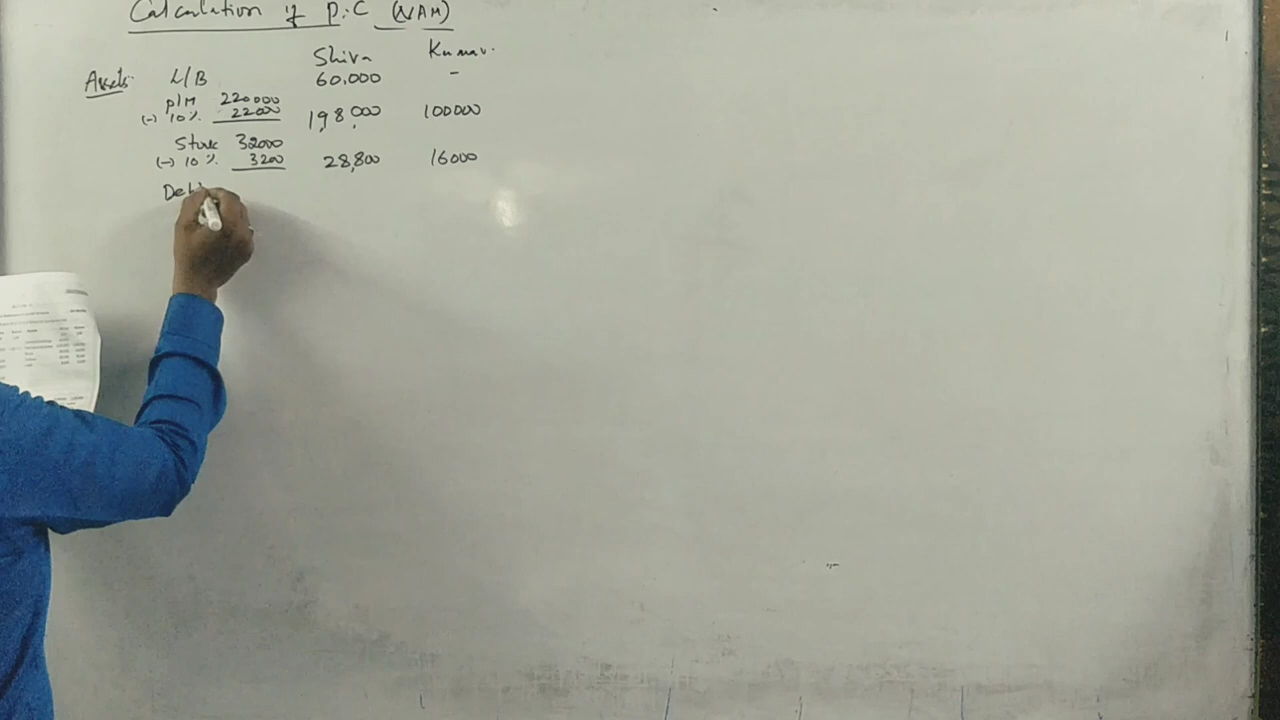 Calculation of P.C (NAM)
Shiva Kumar.
Assets: L/B 60,000 -
P/M 220000
(-) 10% 22000 198,000 100000
Stock 32000
(-) 10% 3200 28,800 16000
Deb